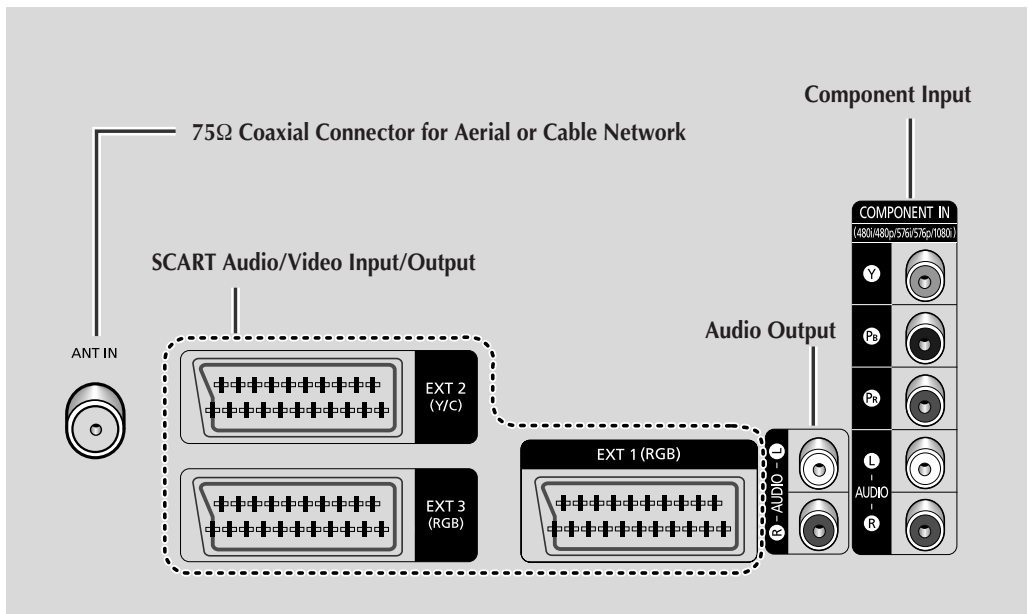 Component Input
75Ω Coaxial Connector for Aerial or Cable Network
COMPONENT IN
(480i/480p/576i/576p/1080i)
SCART Audio/Video Input/Output
Y
Audio Output
PB
ANT IN
EXT 2
(Y/C)
PR
EXT 1 (RGB)
EXT 3
(RGB)
R - AUDIO - L
L
-
AUDIO
-
R